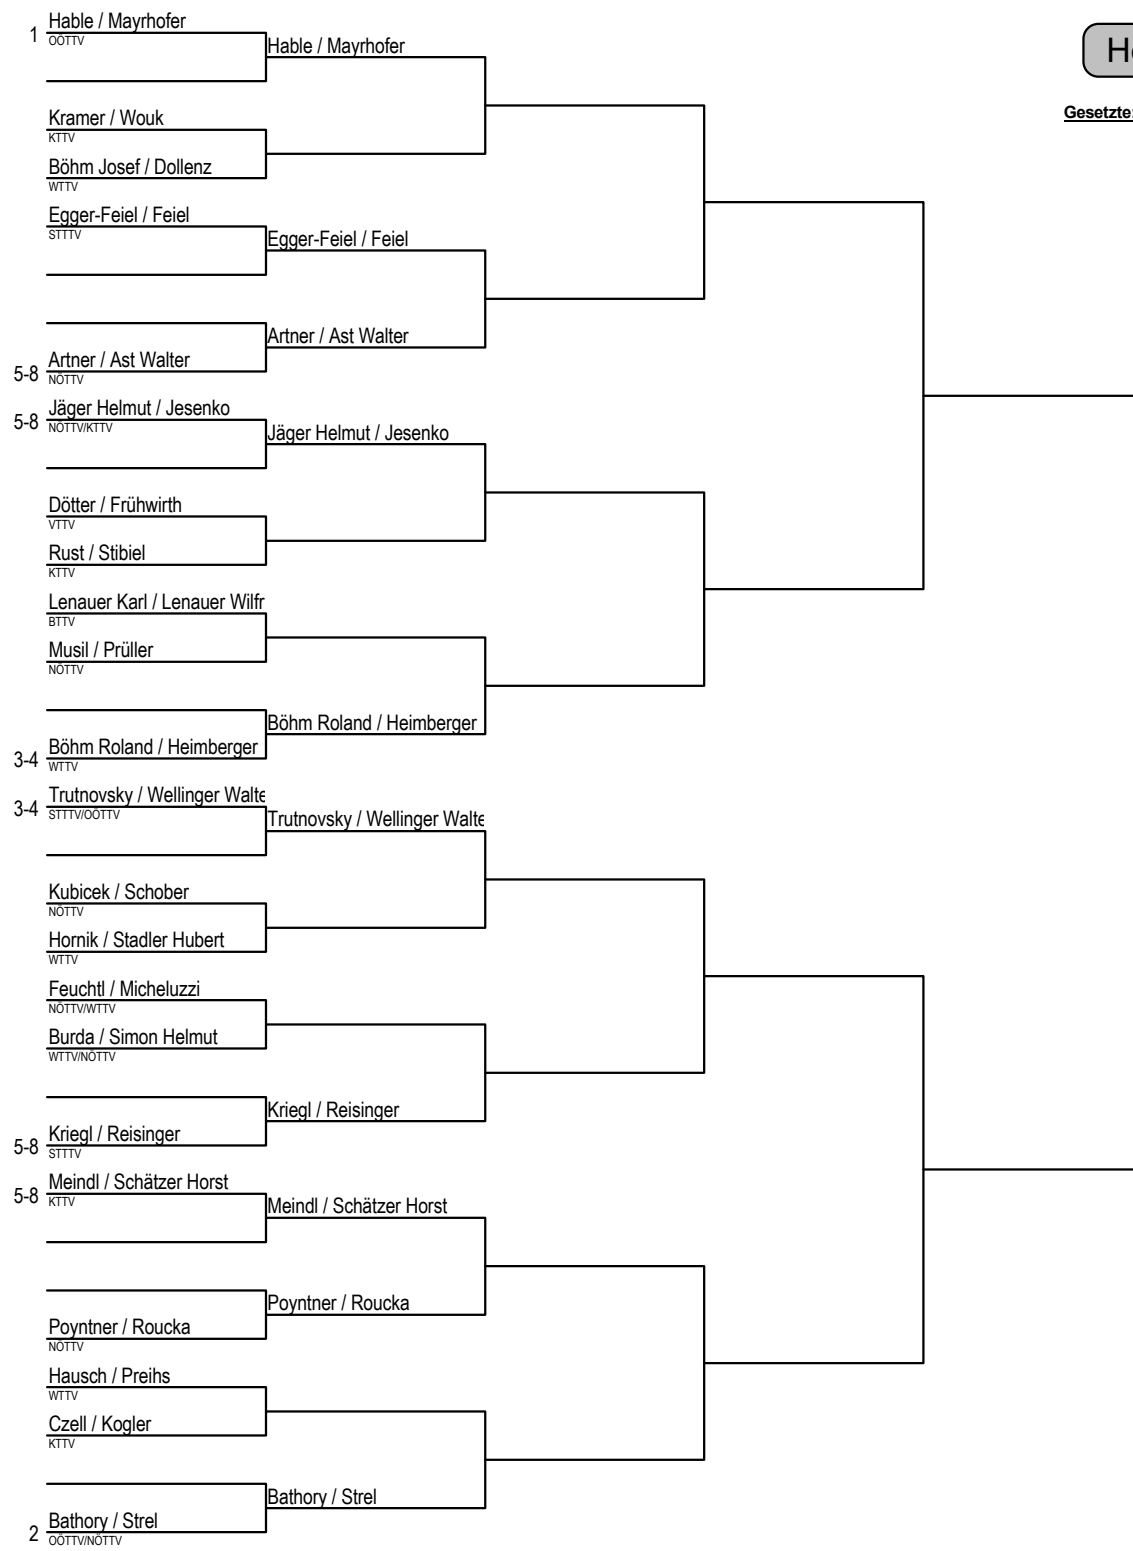 Hable / Mayrhofer
1
OÖTTV
Hable / Mayrhofer
Kramer / Wouk
KTTV
Böhm Josef / Dollenz
WTTV
Egger-Feiel / Feiel
STTTV
Egger-Feiel / Feiel
Artner / Ast Walter
Artner / Ast Walter
5-8
NÖTTV
Jäger Helmut / Jesenko
5-8
NÖTTV/KTTV
Jäger Helmut / Jesenko
Dötter / Frühwirth
VTTV
Rust / Stibiel
KTTV
Lenauer Karl / Lenauer Wilfr
BTTV
Musil / Prüller
NÖTTV
Böhm Roland / Heimberger
Böhm Roland / Heimberger
3-4
WTTV
Trutnovsky / Wellinger Walte
3-4
STTTV/OÖTTV
Trutnovsky / Wellinger Walte
Kubicek / Schober
NÖTTV
Hornik / Stadler Hubert
WTTV
Feuchtl / Micheluzzi
NÖTTV/WTTV
Burda / Simon Helmut
WTTV/NÖTTV
Kriegl / Reisinger
Kriegl / Reisinger
5-8
STTTV
Meindl / Schätzer Horst
5-8
KTTV
Meindl / Schätzer Horst
Poyntner / Roucka
Poyntner / Roucka
NÖTTV
Hausch / Preihs
WTTV
Czell / Kogler
KTTV
Bathory / Strel
Bathory / Strel
2
OÖTTV/NÖTTV
Gesetzte: